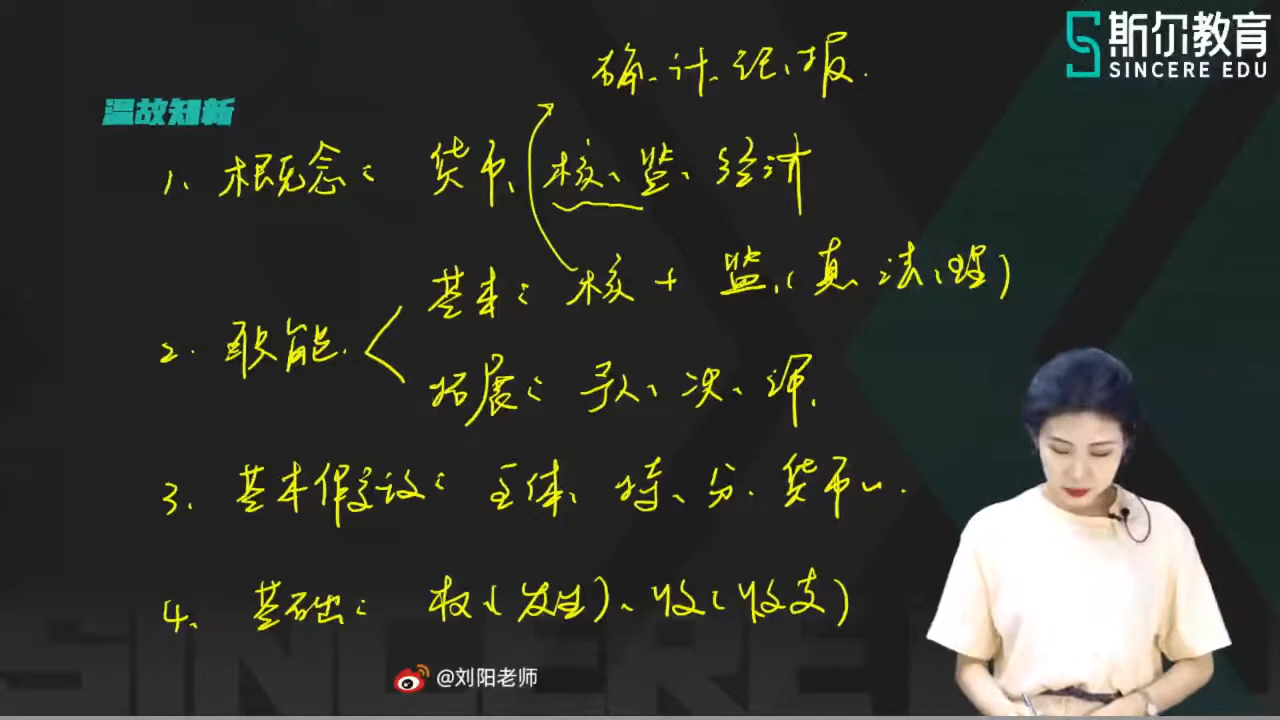 斯尔教育
SINCERE EDU
确、计、记、报.
温故知新
1、概念: 货币、核、监、经济
基本: 核 + 监、(真、法、理)
2. 职能.
拓展: 预、决、评.
3. 基本假设: 主体、持、分、货币~.
4、基础: 权、(发生)、收(收支)
SINCERE
@刘阳老师